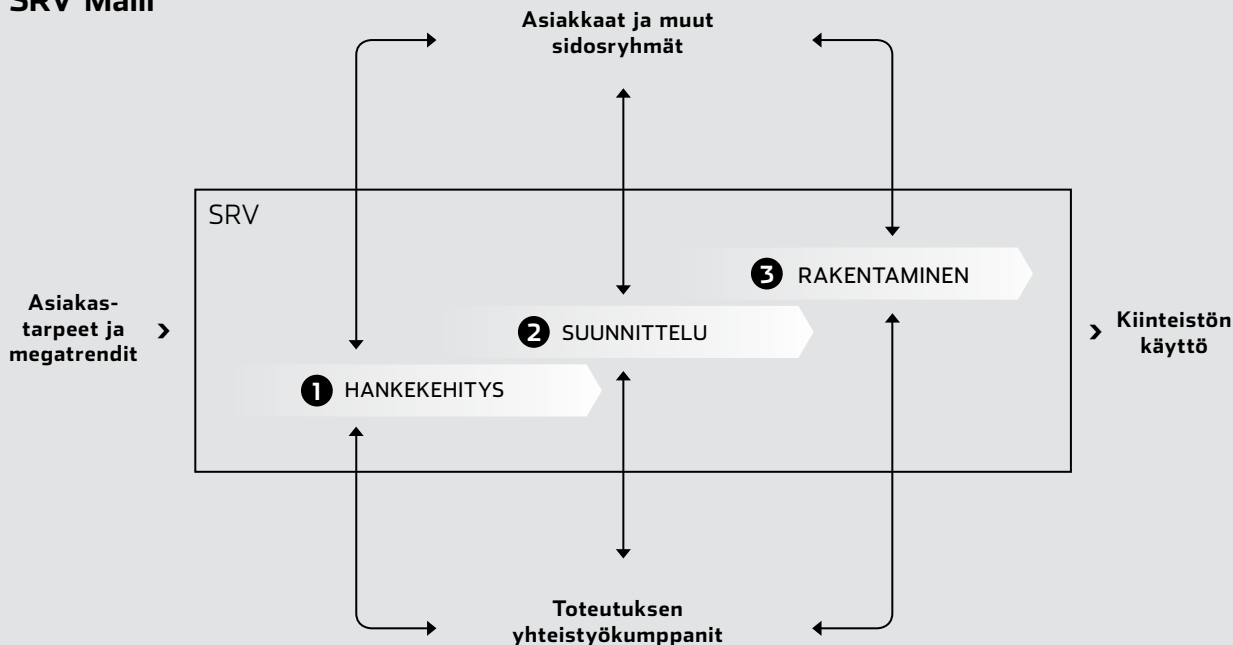 SRV Malli
Asiakkaat ja muut
sidosryhmät
SRV
3 RAKENTAMINEN
Asiakas-
tarpeet ja
megatrendit
2 SUUNNITTELU
Kiinteistön
käyttö
1 HANKEKEHITYS
Toteutuksen
yhteistyökumppanit